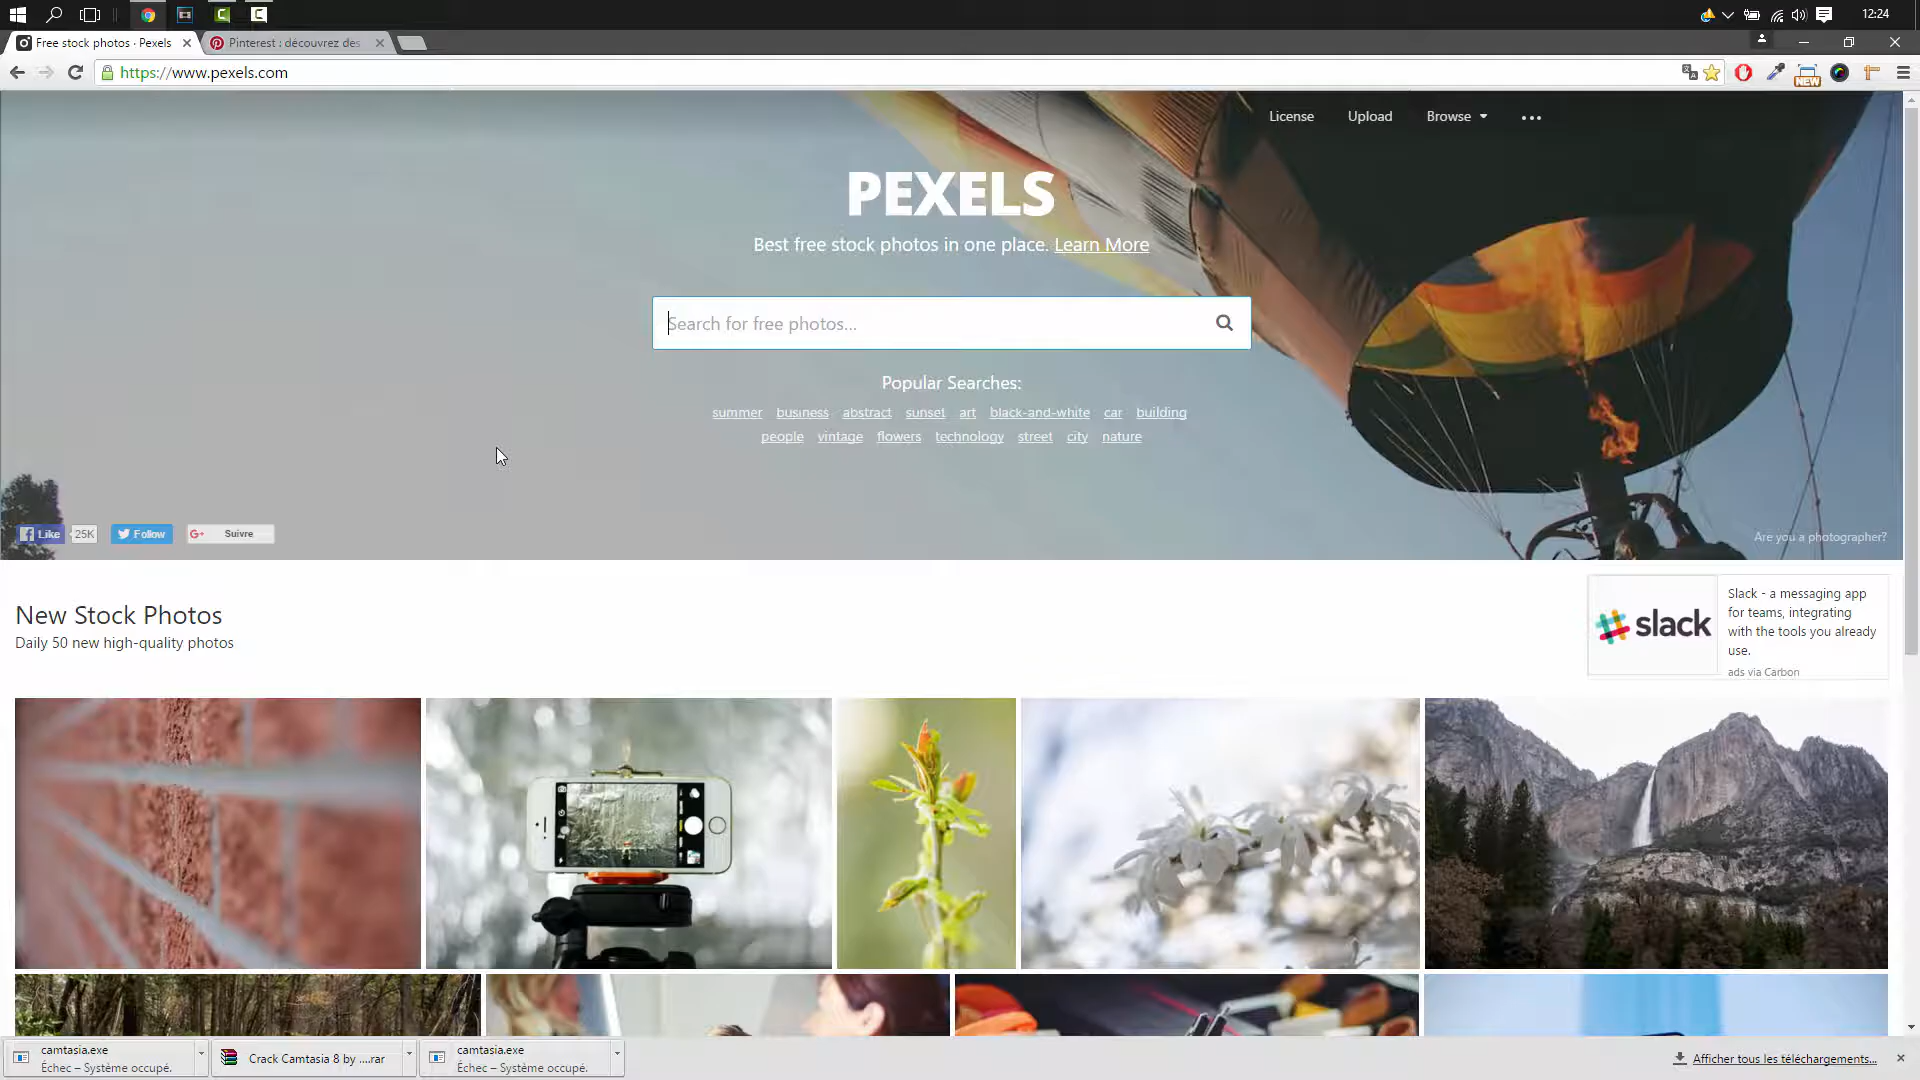 12:24
Free stock photos · Pexels
Pinterest : découvrez des
https://www.pexels.com
NEW
License
Upload
Browse
PEXELS
Best free stock photos in one place. Learn More
Search for free photos...
Popular Searches:
summer business abstract sunset art black-and-white car building
people vintage flowers technology street city nature
Like
25K
Follow
G+ Suivre
Are you a photographer?
New Stock Photos
Daily 50 new high-quality photos
slack
Slack - a messaging app
for teams, integrating
with the tools you already
use.
ads via Carbon
camtasia.exe
Échec – Système occupé.
Crack Camtasia 8 by ....rar
camtasia.exe
Échec – Système occupé.
Afficher tous les téléchargements...